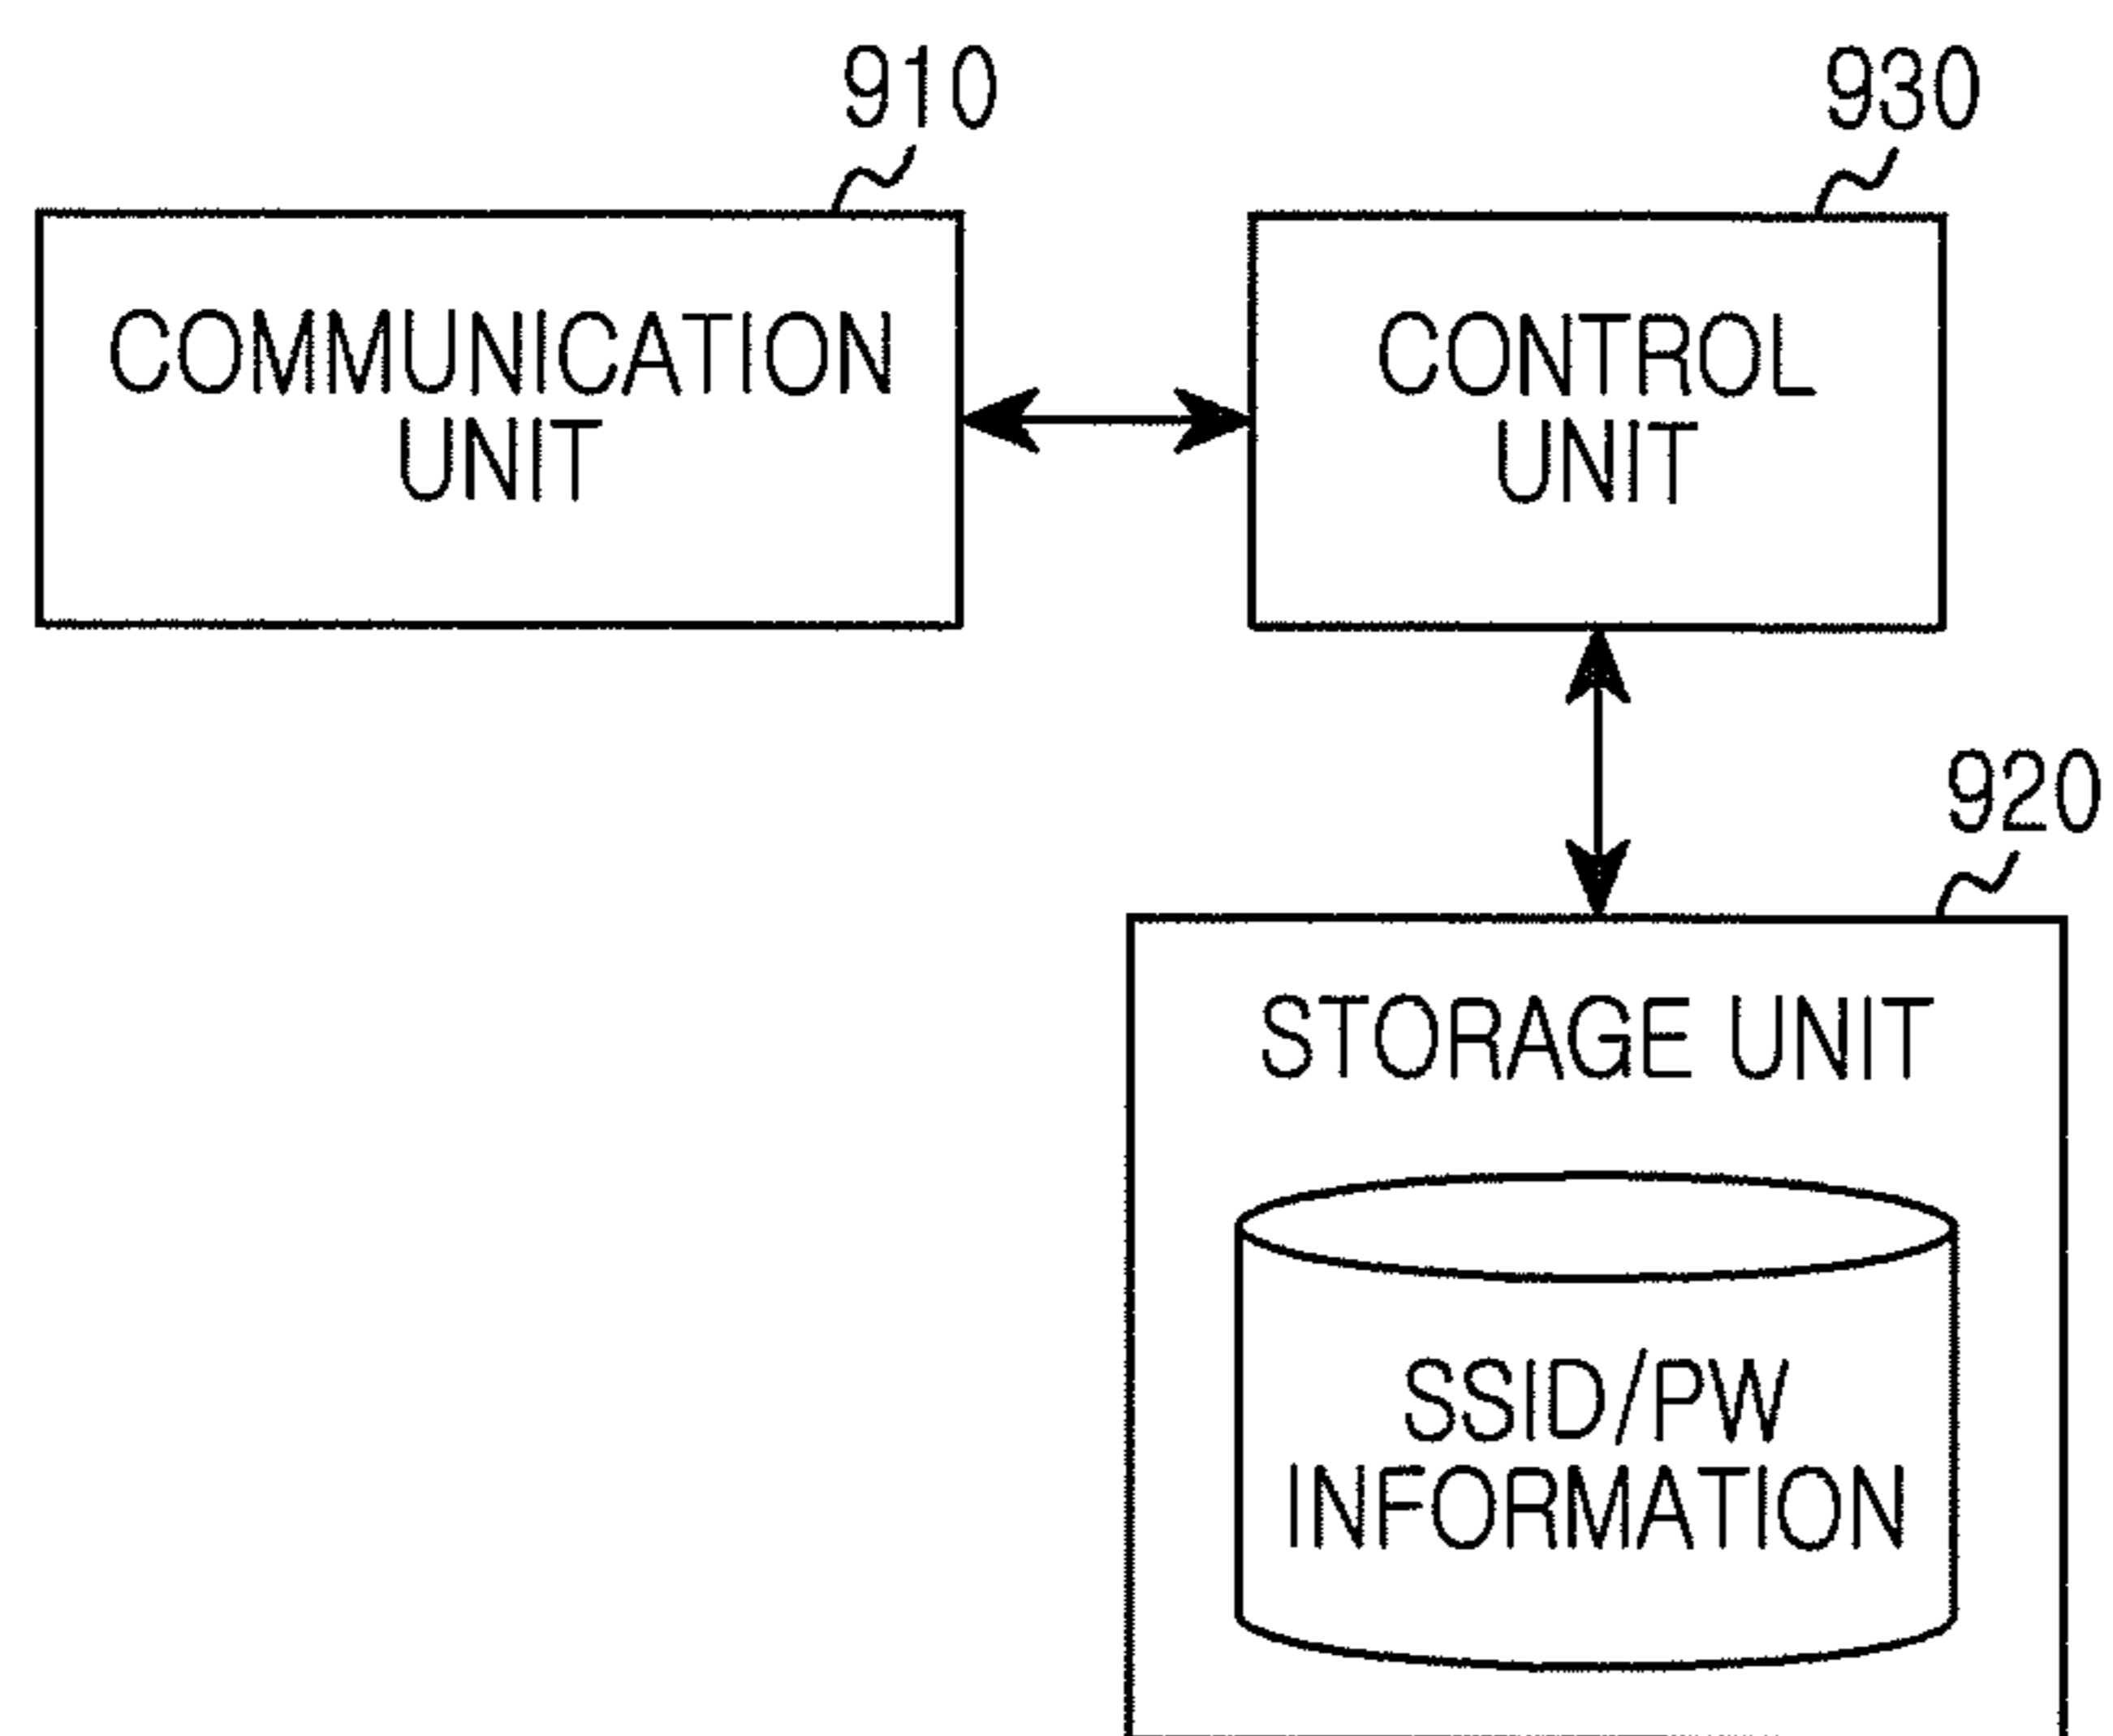 910
930
COMMUNICATION
UNIT
CONTROL
UNIT
920
STORAGE UNIT
SSID/PW
INFORMATION